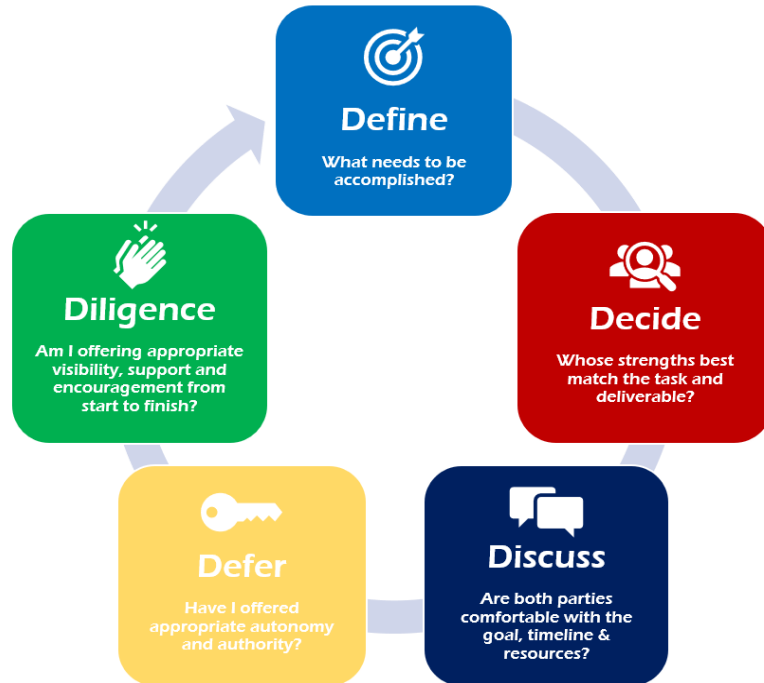 Define
What needs to be
accomplished?
Decide
Whose strengths best
match the task and
deliverable?
Discuss
Are both parties
comfortable with the
goal, timeline &
resources?
Defer
Have I offered
appropriate autonomy
and authority?
Diligence
Am I offering appropriate
visibility, support and
encouragement from
start to finish?